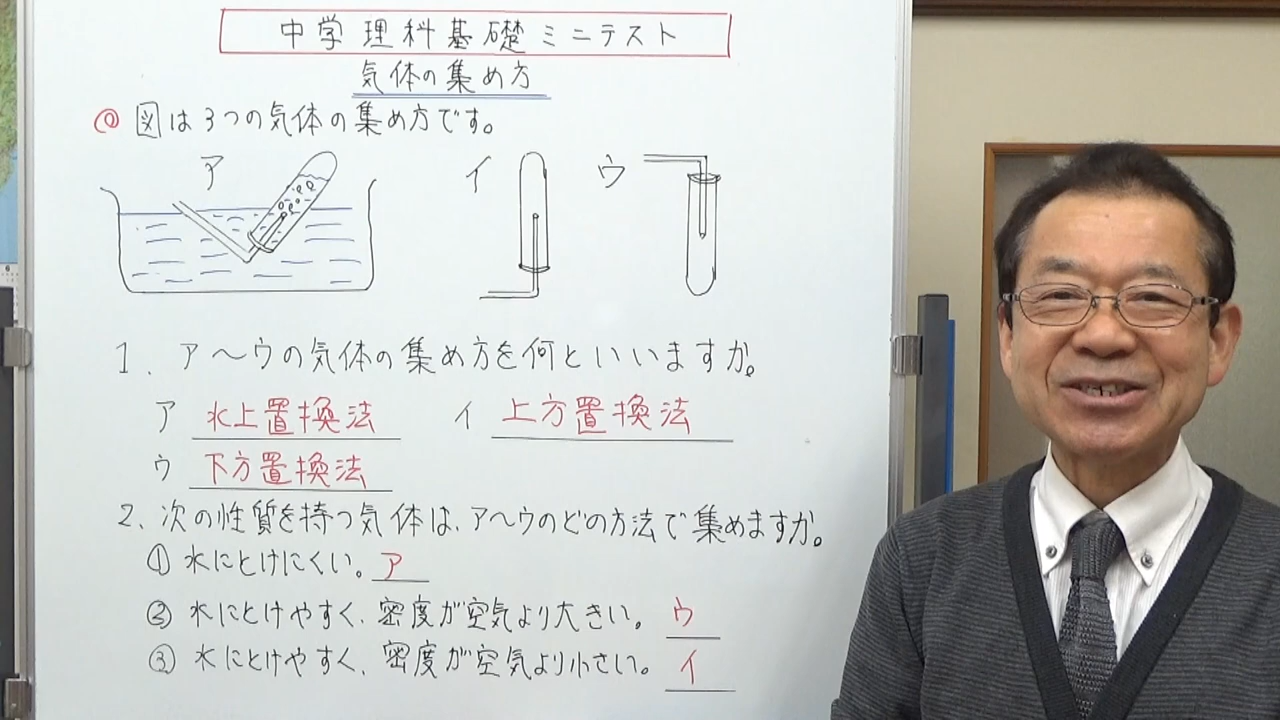 中学理科基礎ミニテスト
気体の集め方
◎ 図は3つの気体の集め方です。
ア イ ウ
1. ア〜ウの気体の集め方を何といいますか。
ア 水上置換法 イ 上方置換法
ウ 下方置換法
2. 次の性質を持つ気体は、ア〜ウのどの方法で集めますか。
① 水にとけにくい。 ア
② 水にとけやすく、密度が空気より大きい。 ウ
③ 水にとけやすく、密度が空気より小さい。 イ